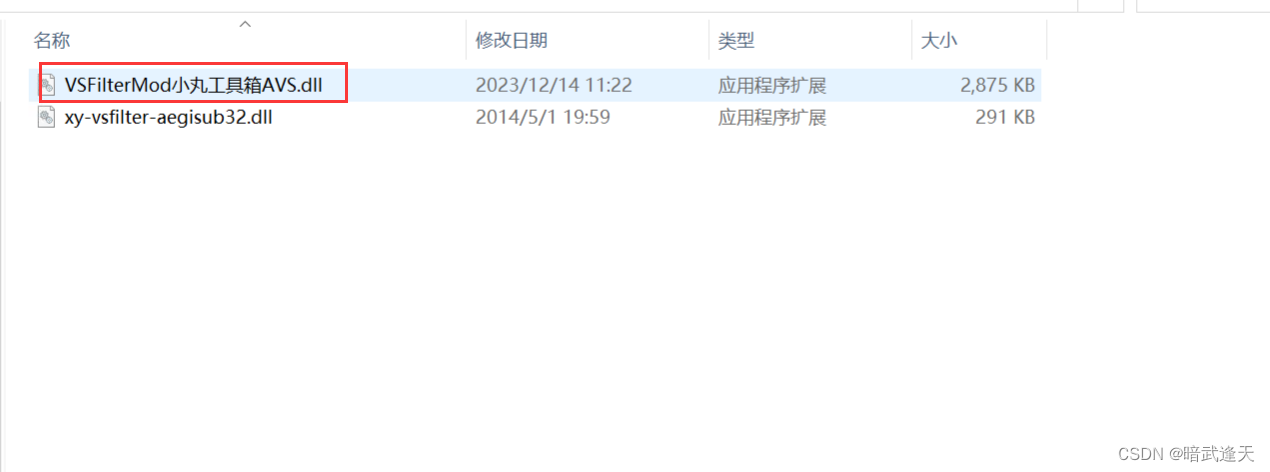 名称 修改日期 类型 大小
VSFilterMod小丸工具箱AVS.dll 2023/12/14 11:22 应用程序扩展 2,875 KB
xy-vsfilter-aegisub32.dll 2014/5/1 19:59 应用程序扩展 291 KB
CSDN @暗武逢天